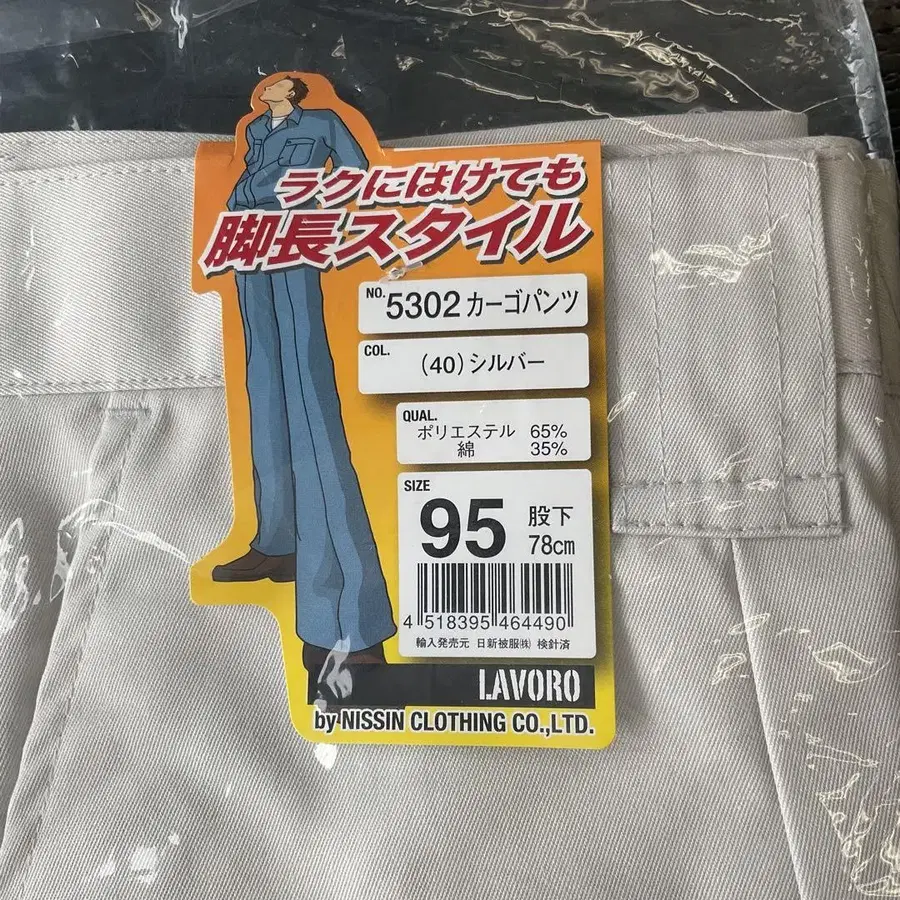 ラクにはけても
脚長スタイル
NO. 5302 カーゴパンツ
COL. (40) シルバー
QUAL.
ポリエステル 65%
綿 35%
SIZE
95 股下 78cm
4 518395 464490
輸入発売元 日新被服㈱ 検針済
LAVORO
by NISSIN CLOTHING CO.,LTD.